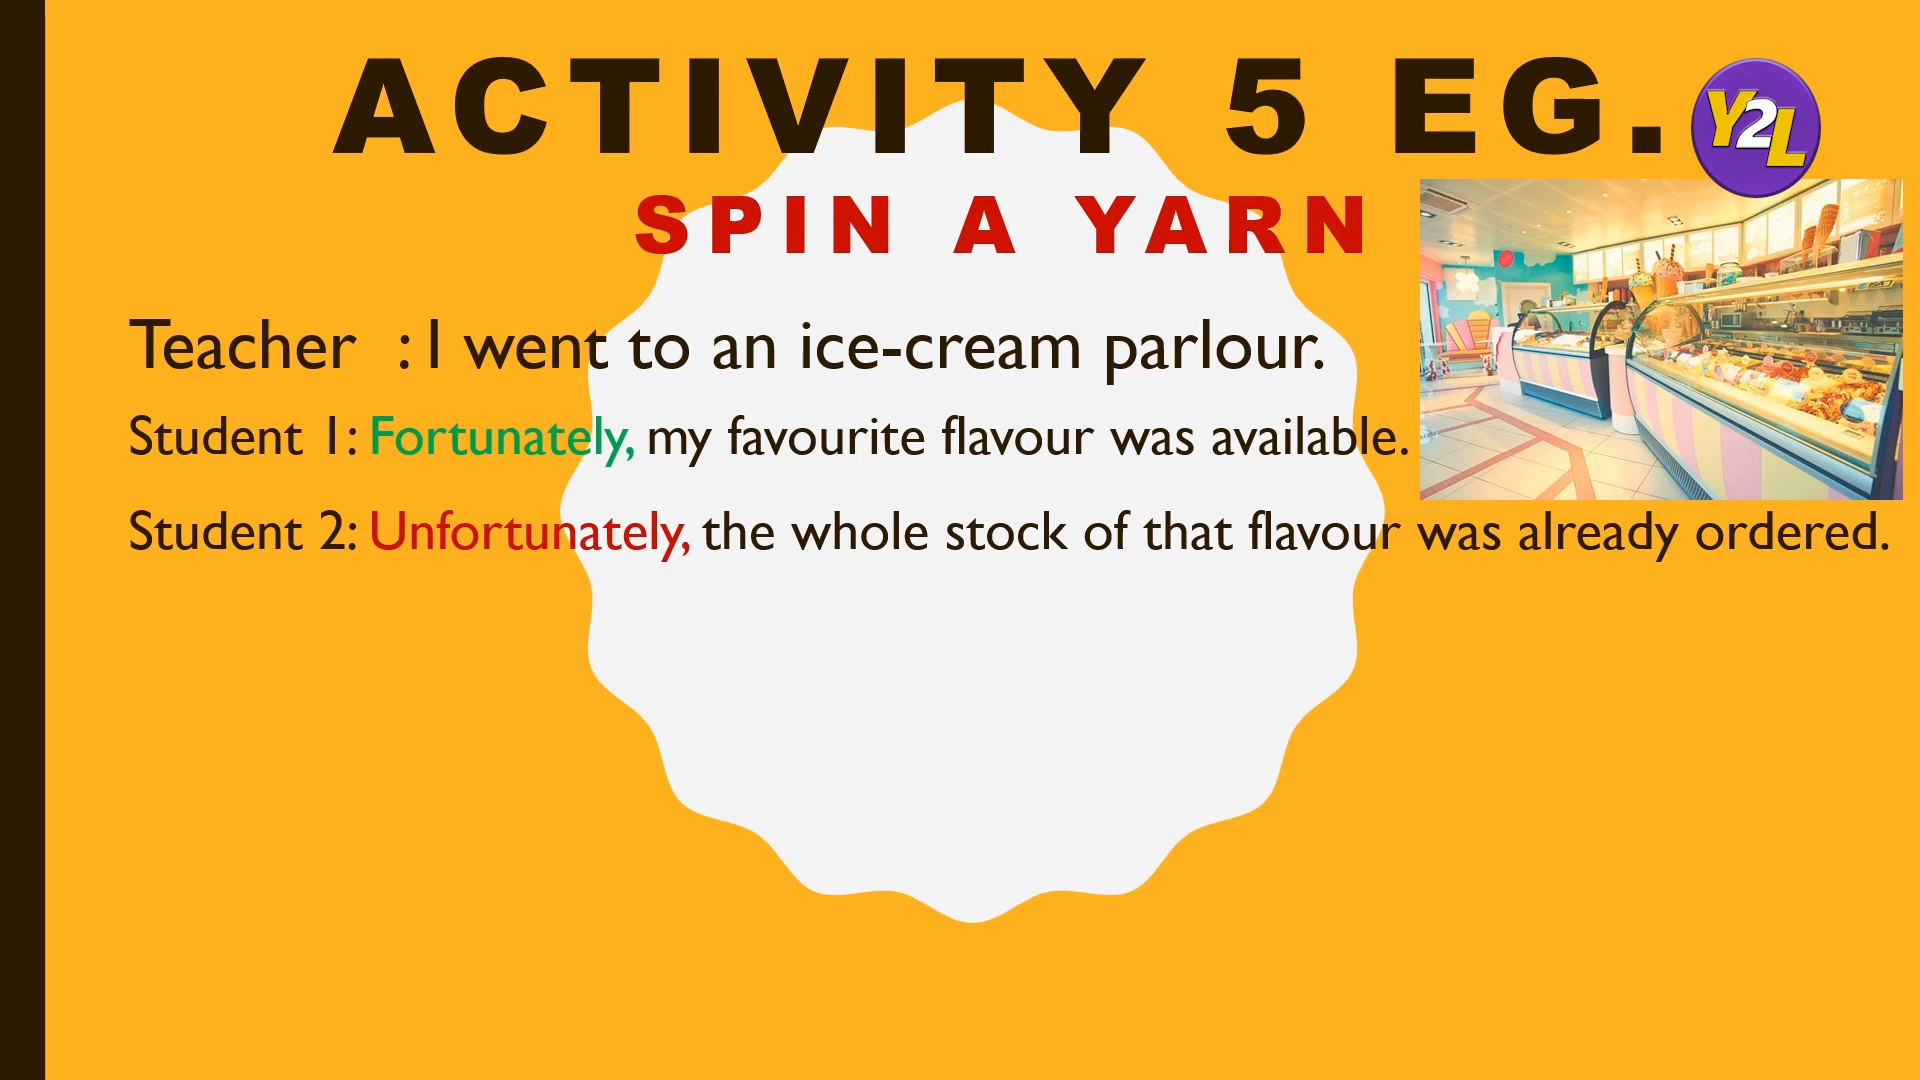 ACTIVITY 5 EG.
Y2L
SPIN A YARN
Teacher : I went to an ice-cream parlour.
Student 1: Fortunately, my favourite flavour was available.
Student 2: Unfortunately, the whole stock of that flavour was already ordered.